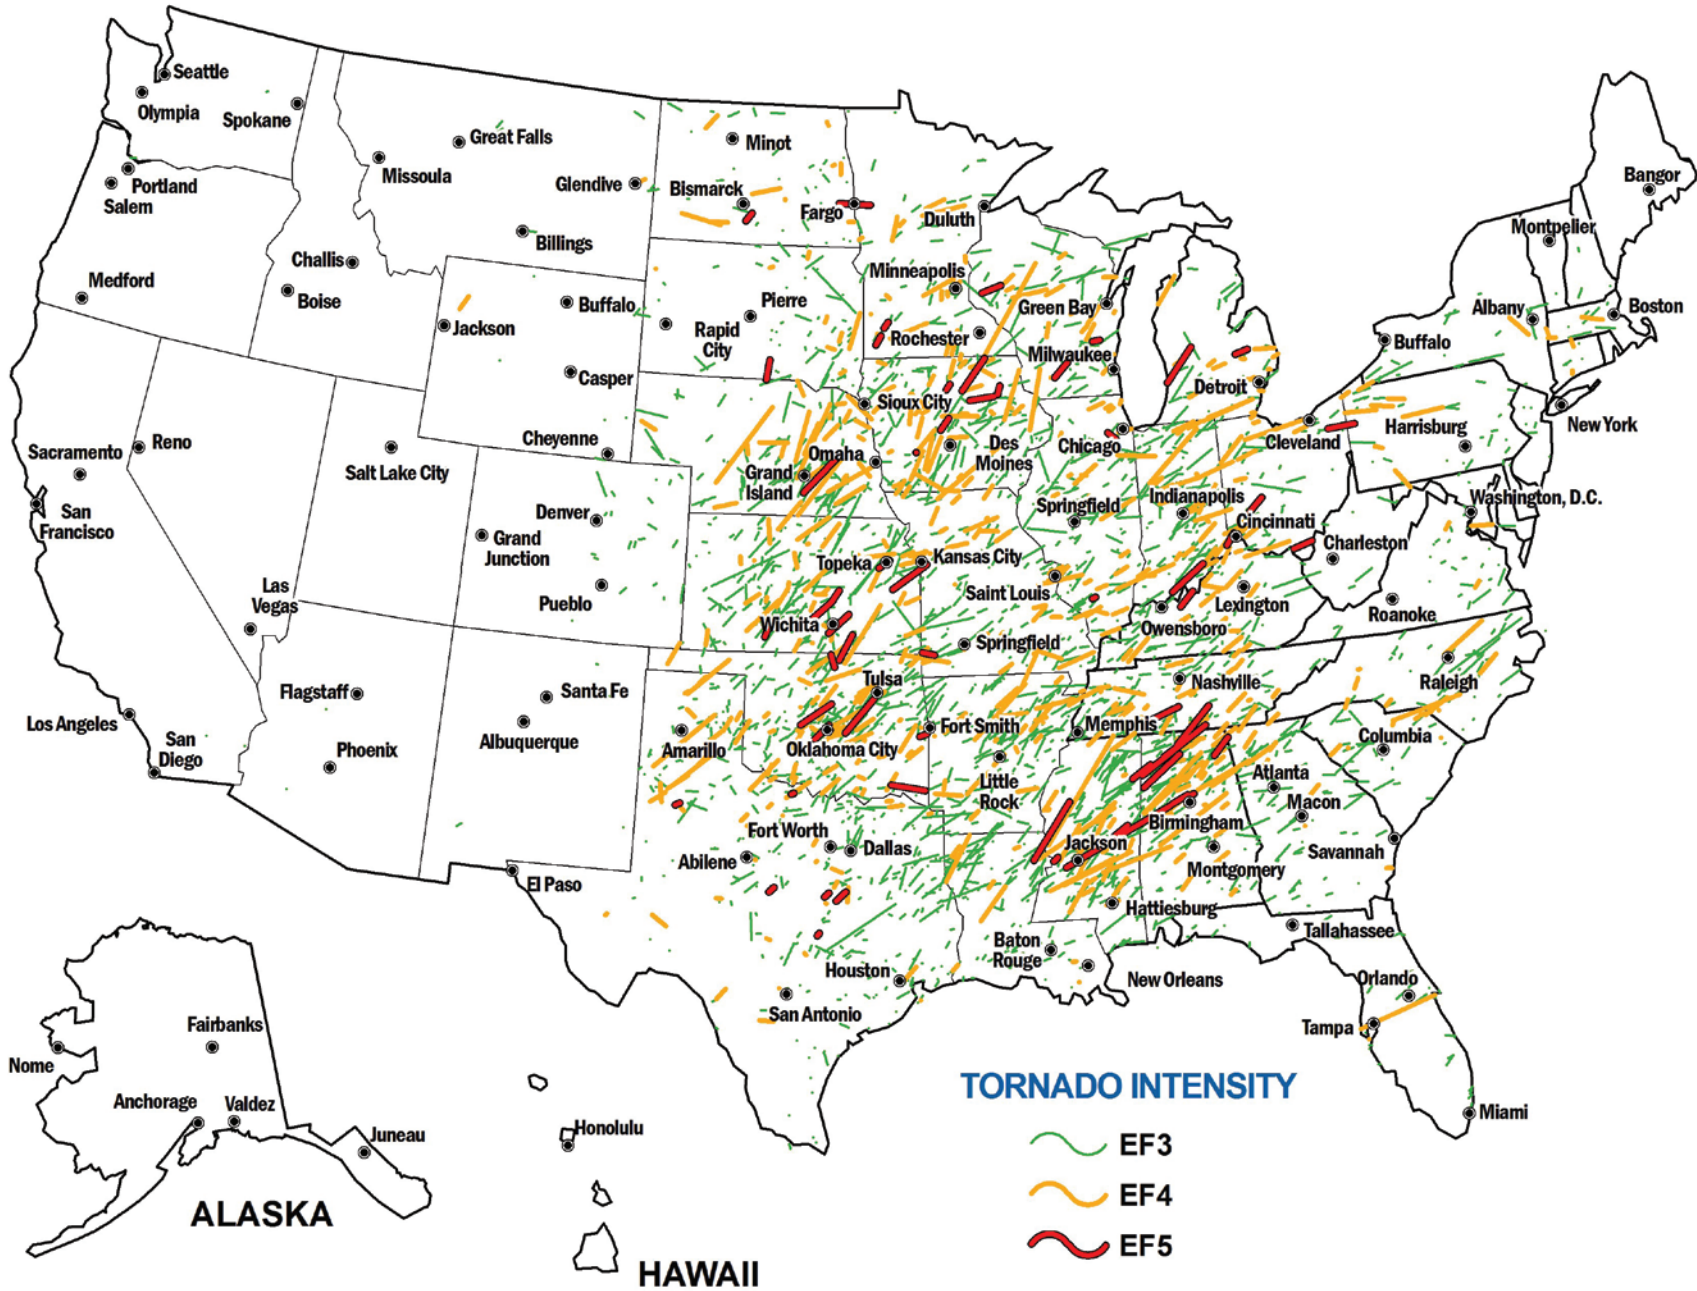 Seattle
Olympia
Spokane
Great Falls
Missoula
Glendive
Minot
Bismarck
Fargo
Duluth
Bangor
Montpelier
Portland
Salem
Billings
Challis
Boise
Medford
Buffalo
Jackson
Pierre
Rapid
City
Minneapolis
Rochester
Green Bay
Milwaukee
Detroit
Buffalo
Albany
Boston
New York
Casper
Cheyenne
Sioux City
Des
Moines
Omaha
Grand
Island
Chicago
Cleveland
Harrisburg
Washington, D.C.
Sacramento
Reno
San
Francisco
Salt Lake City
Denver
Grand
Junction
Pueblo
Springfield
Indianapolis
Cincinnati
Charleston
Roanoke
Las
Vegas
Topeka
Kansas City
Saint Louis
Wichita
Springfield
Owensboro
Lexington
Los Angeles
San
Diego
Flagstaff
Phoenix
Santa Fe
Albuquerque
Amarillo
Tulsa
Oklahoma City
Fort Smith
Little
Rock
Memphis
Nashville
Raleigh
Columbia
Atlanta
Macon
Savannah
Birmingham
Montgomery
Jackson
Hattiesburg
El Paso
Abilene
Fort Worth
Dallas
Houston
San Antonio
Baton
Rouge
New Orleans
Tallahassee
Orlando
Tampa
Miami
Nome
Fairbanks
Anchorage
Valdez
Juneau
ALASKA
Honolulu
HAWAII
TORNADO INTENSITY
EF3
EF4
EF5